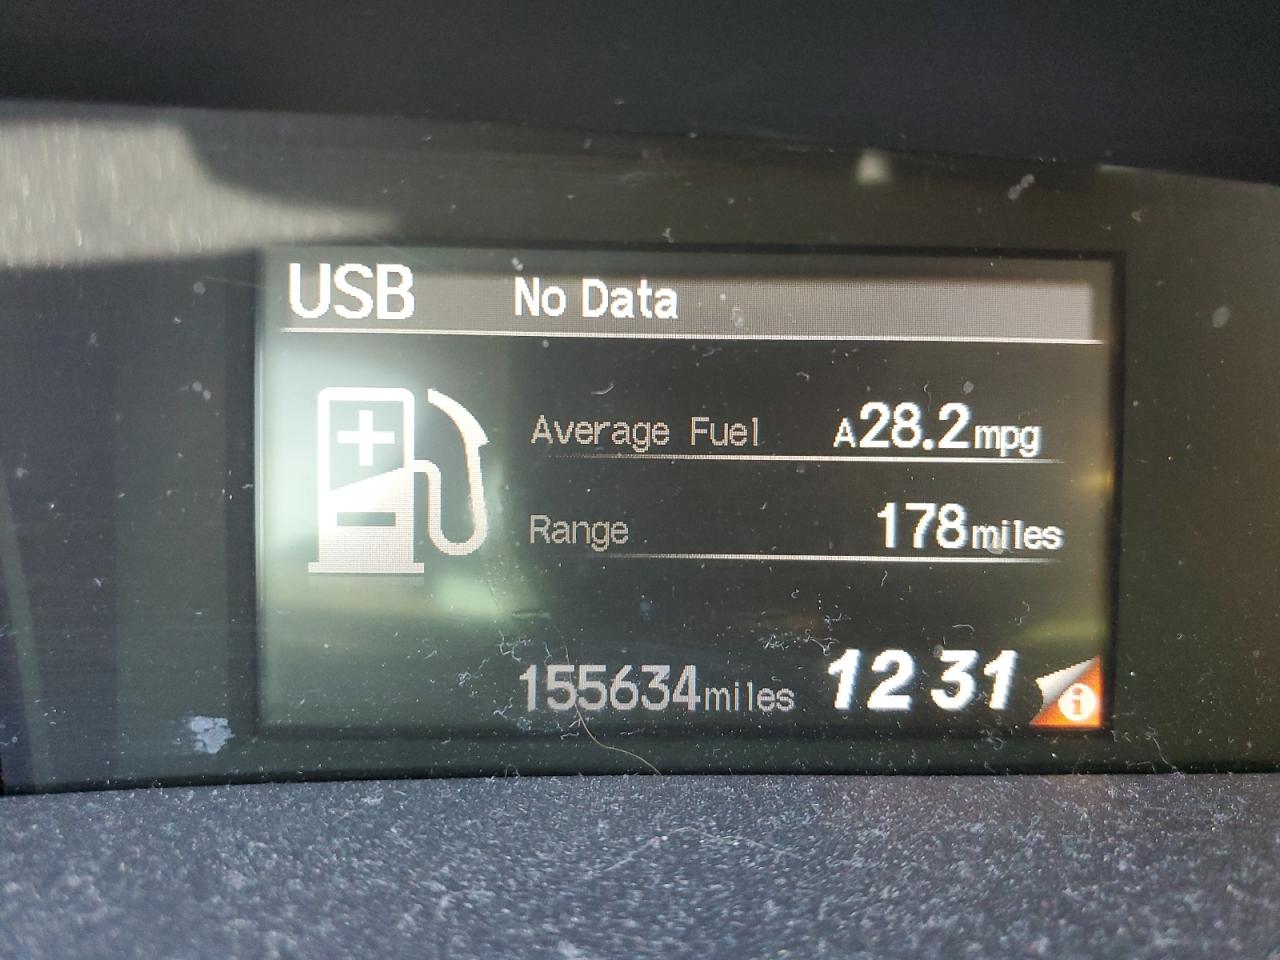 USB No Data
Average Fuel A28.2mpg
Range 178miles
155634miles 12 31 i